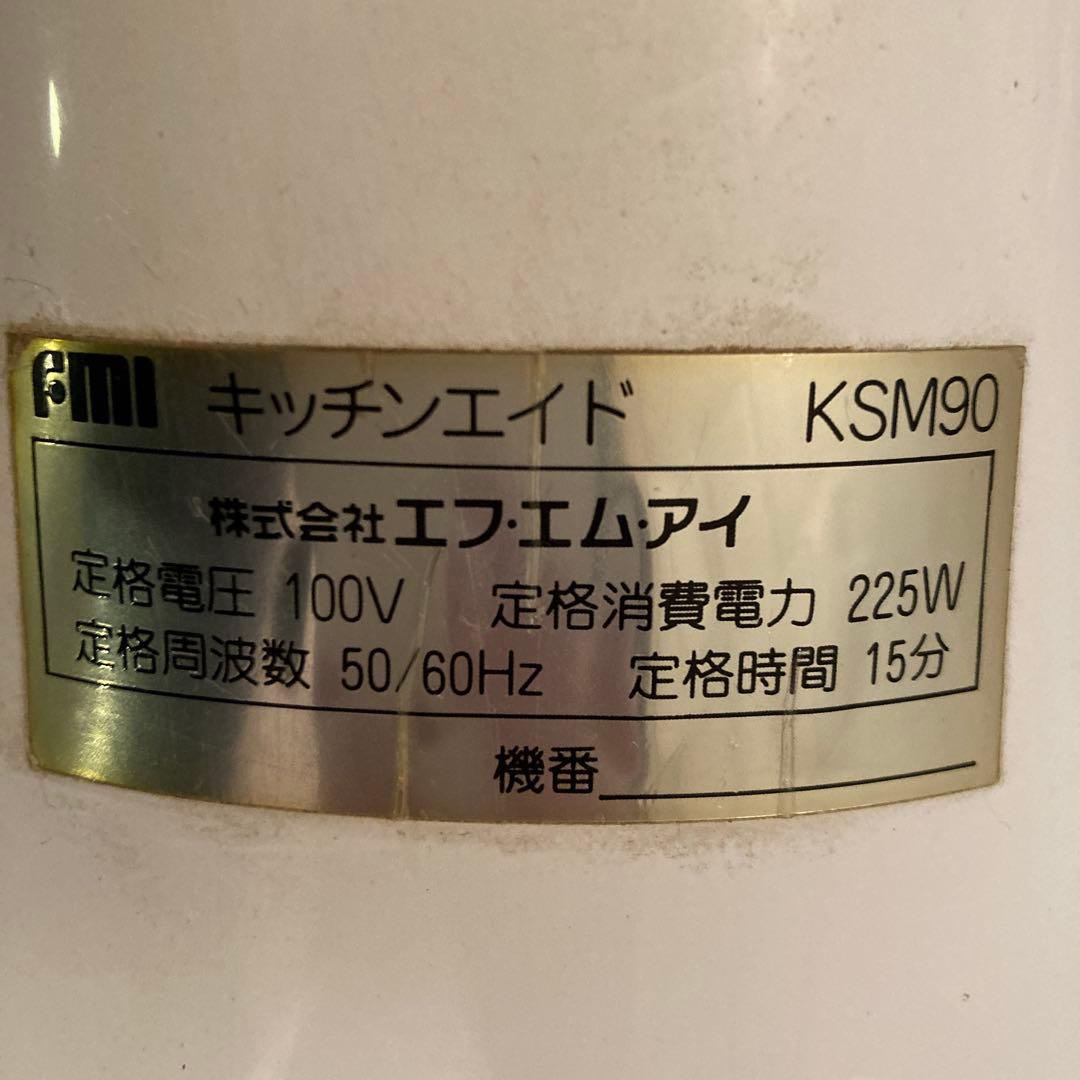 FMI キッチンエイド KSM90
株式会社エフ・エム・アイ
定格電圧 100V 定格消費電力 225W
定格周波数 50/60Hz 定格時間 15分
機番